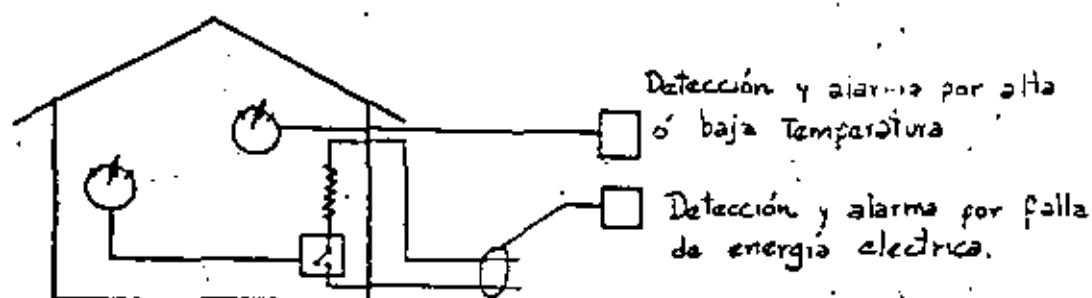 Detección y alarma por alta
ó baja Temperatura
Detección y alarma por falla
de energía electrica.